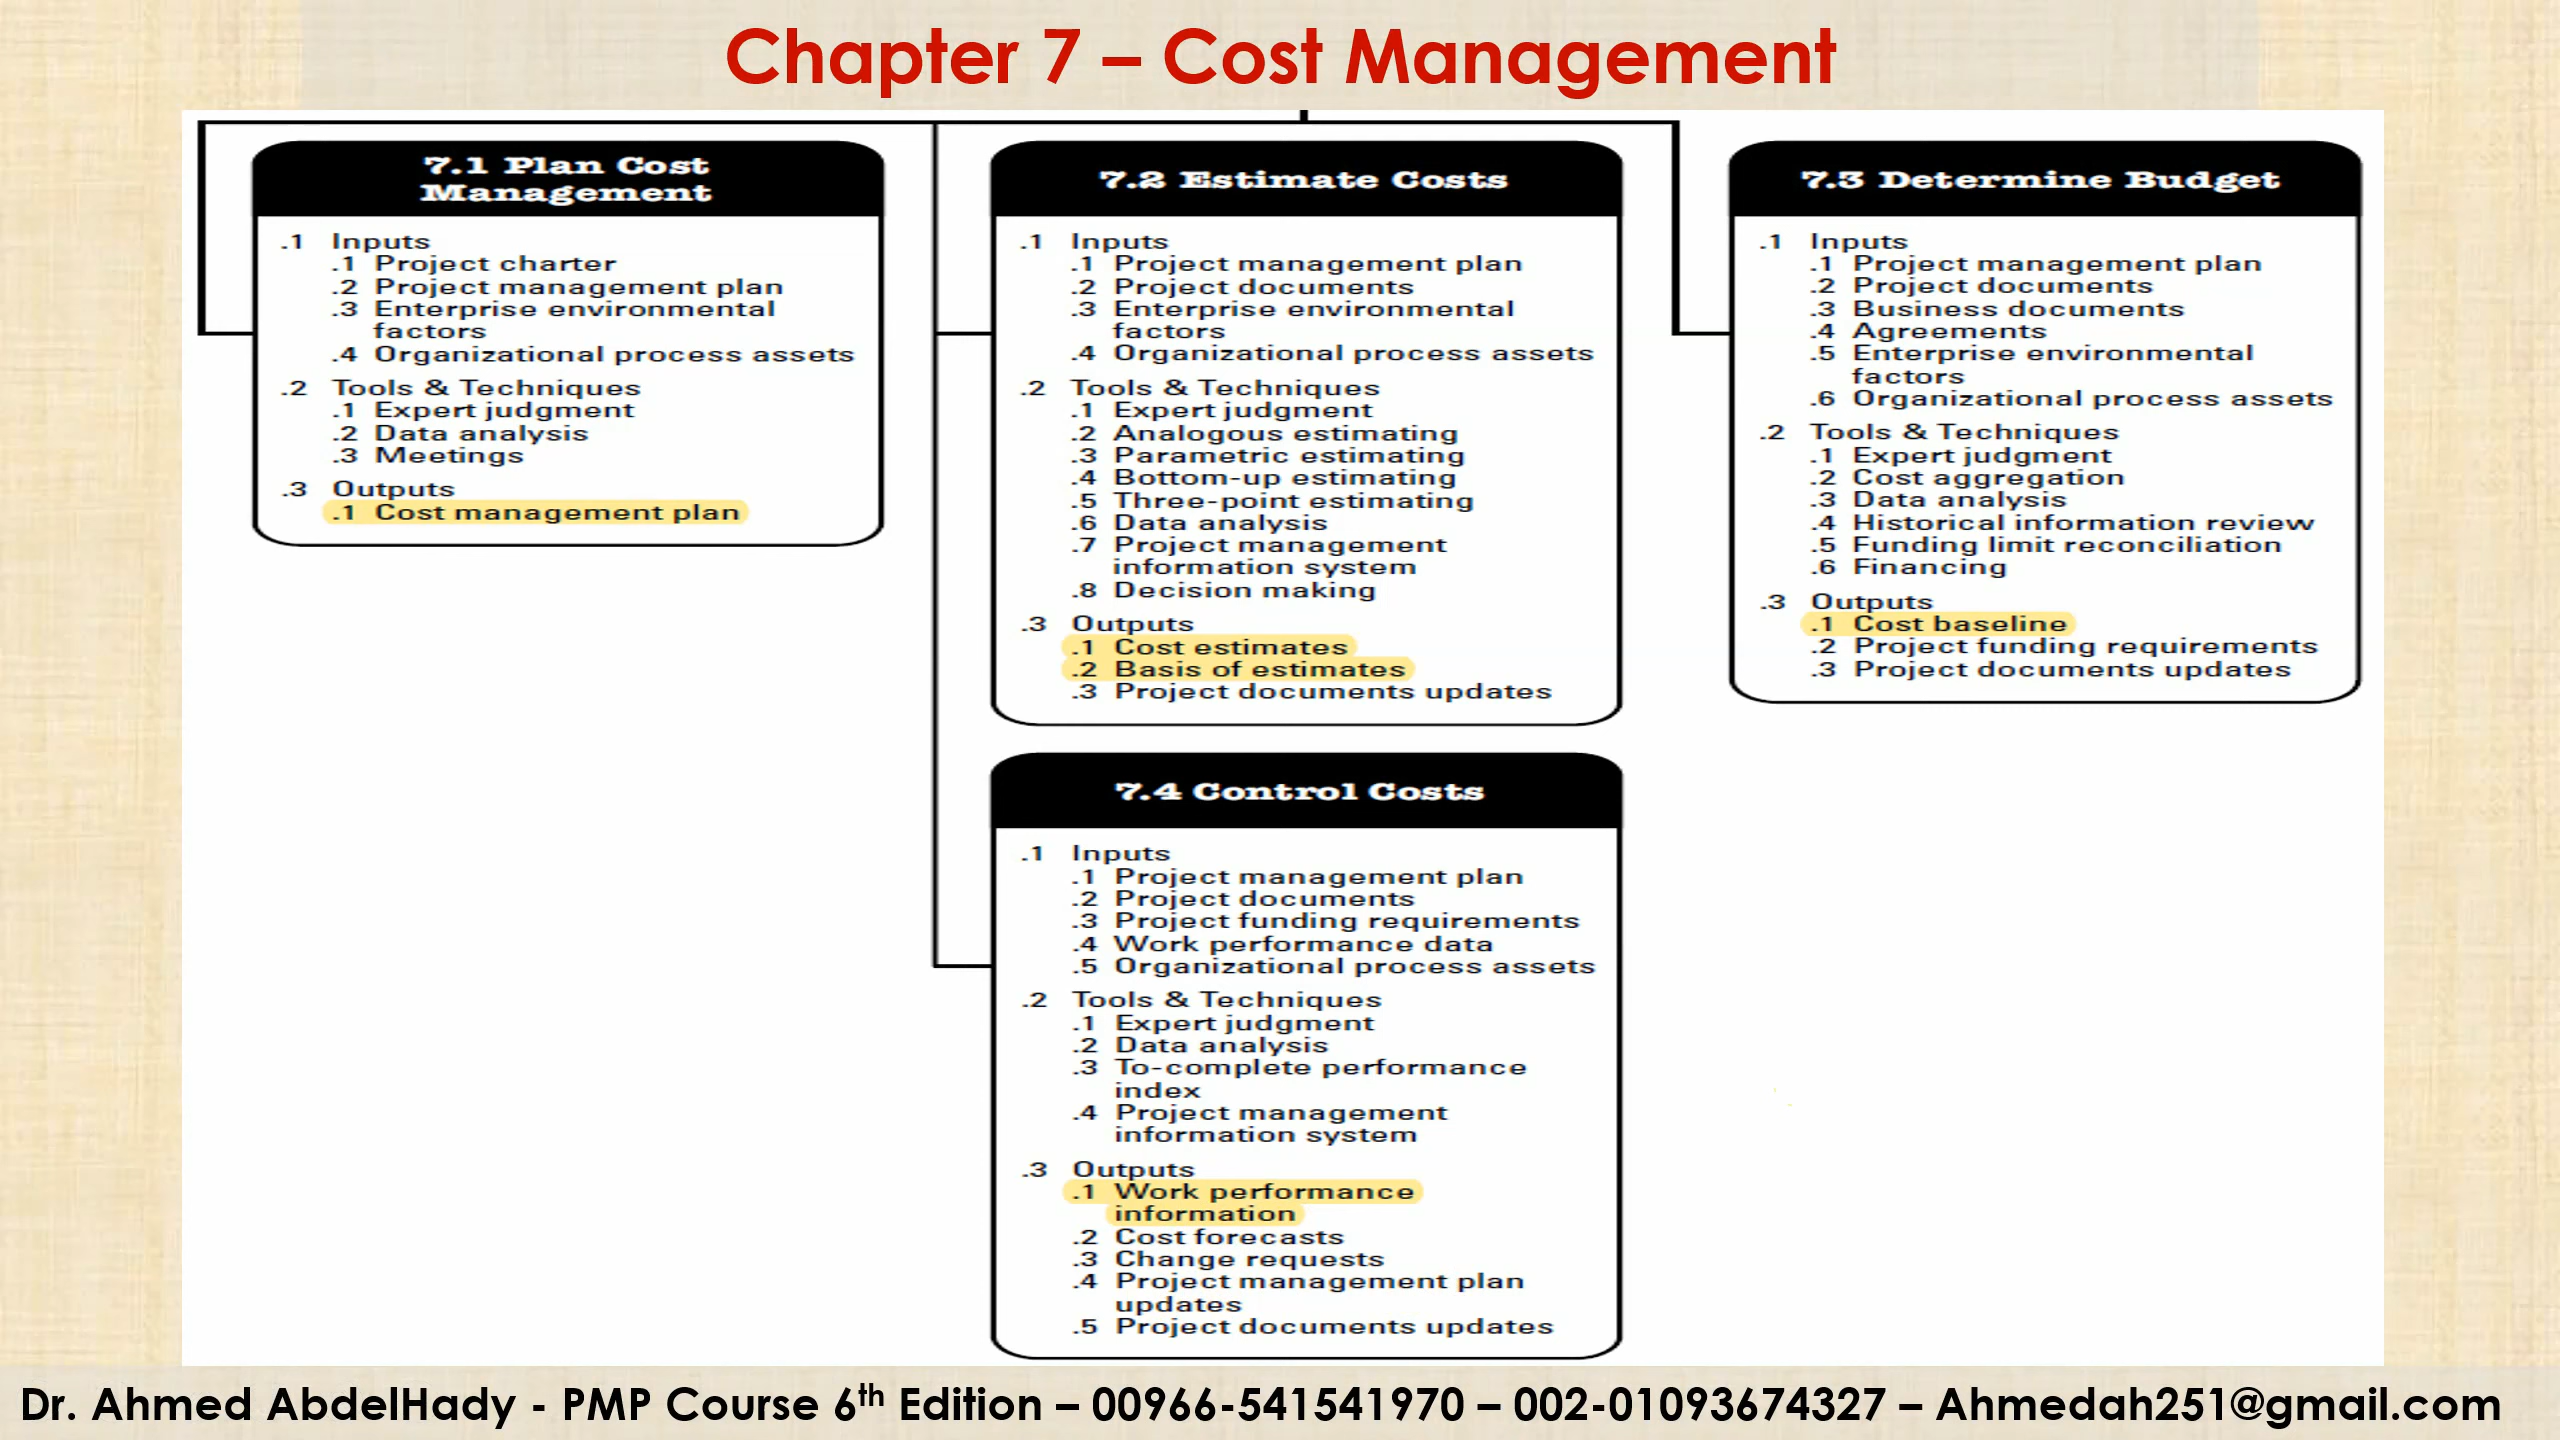 Chapter 7 – Cost Management
7.1 Plan Cost
Management
.1 Inputs
.1 Project charter
.2 Project management plan
.3 Enterprise environmental
factors
.4 Organizational process assets
.2 Tools & Techniques
.1 Expert judgment
.2 Data analysis
.3 Meetings
.3 Outputs
.1 Cost management plan
7.2 Estimate Costs
.1 Inputs
.1 Project management plan
.2 Project documents
.3 Enterprise environmental
factors
.4 Organizational process assets
.2 Tools & Techniques
.1 Expert judgment
.2 Analogous estimating
.3 Parametric estimating
.4 Bottom-up estimating
.5 Three-point estimating
.6 Data analysis
.7 Project management
information system
.8 Decision making
.3 Outputs
.1 Cost estimates
.2 Basis of estimates
.3 Project documents updates
7.3 Determine Budget
.1 Inputs
.1 Project management plan
.2 Project documents
.3 Business documents
.4 Agreements
.5 Enterprise environmental
factors
.6 Organizational process assets
.2 Tools & Techniques
.1 Expert judgment
.2 Cost aggregation
.3 Data analysis
.4 Historical information review
.5 Funding limit reconciliation
.6 Financing
.3 Outputs
.1 Cost baseline
.2 Project funding requirements
.3 Project documents updates
7.4 Control Costs
.1 Inputs
.1 Project management plan
.2 Project documents
.3 Project funding requirements
.4 Work performance data
.5 Organizational process assets
.2 Tools & Techniques
.1 Expert judgment
.2 Data analysis
.3 To-complete performance
index
.4 Project management
information system
.3 Outputs
.1 Work performance
information
.2 Cost forecasts
.3 Change requests
.4 Project management plan
updates
.5 Project documents updates
Dr. Ahmed AbdelHady - PMP Course 6th Edition – 00966-541541970 – 002-01093674327 – Ahmedah251@gmail.com